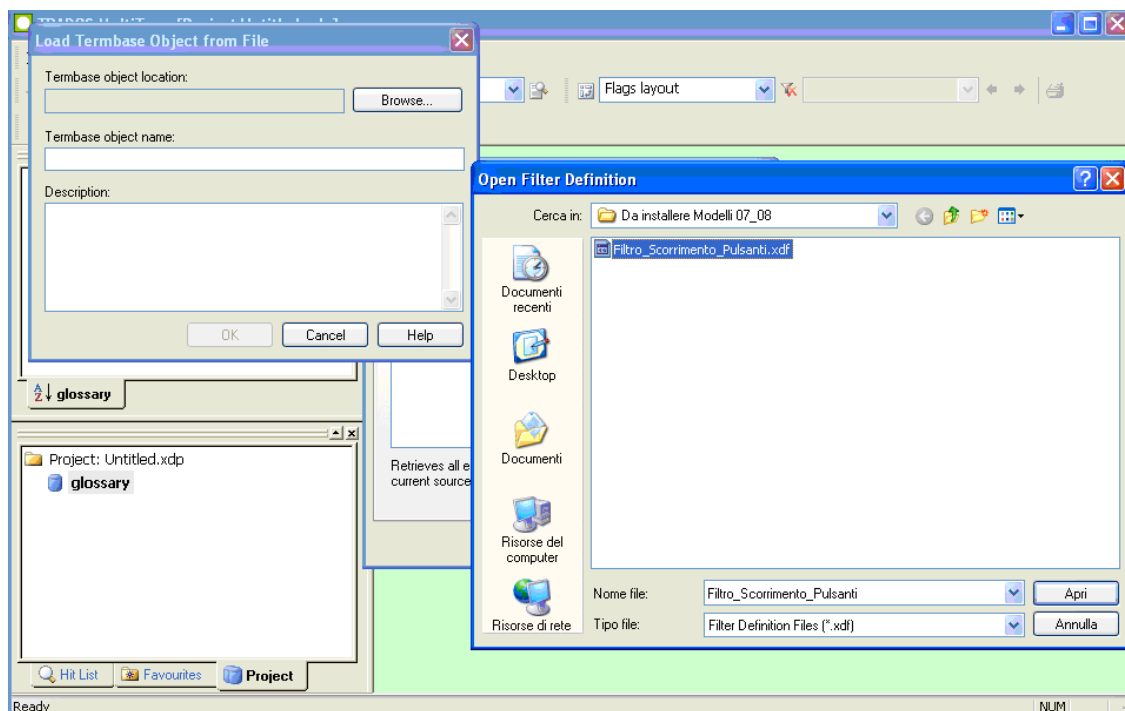 Load Termbase Object from File
Termbase object location:
Browse...
Termbase object name:
Description:
OK
Cancel
Help
Flags layout
Open Filter Definition
Cerca in:
Da installere Modelli 07_08
Filtro_Scorrimento_Pulsanti.xdf
Documenti
recenti
Desktop
Documenti
Risorse del
computer
Risorse di rete
Nome file:
Filtro_Scorrimento_Pulsanti
Apri
Tipo file:
Filter Definition Files (*.xdf)
Annulla
glossary
Project: Untitled.xdp
glossary
Retrieves all e
current source
Hit List
Favourites
Project
Ready
NUM